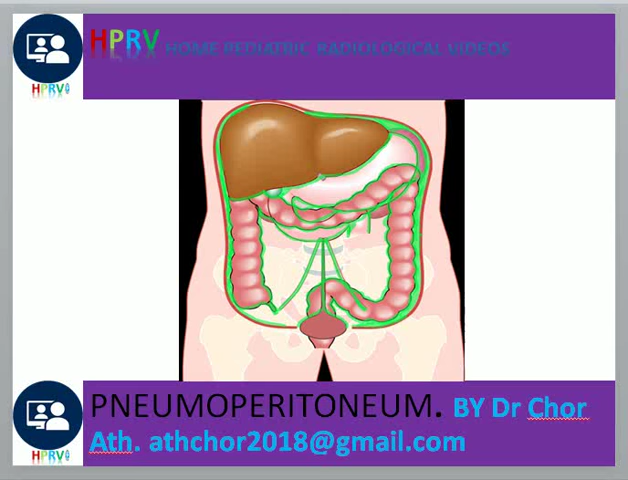 HPRV HOME PEDIATRIC RADIOLOGICAL VIDEOS
HPRV
PNEUMOPERITONEUM. BY Dr Chor
Ath. athchor2018@gmail.com
HPRV